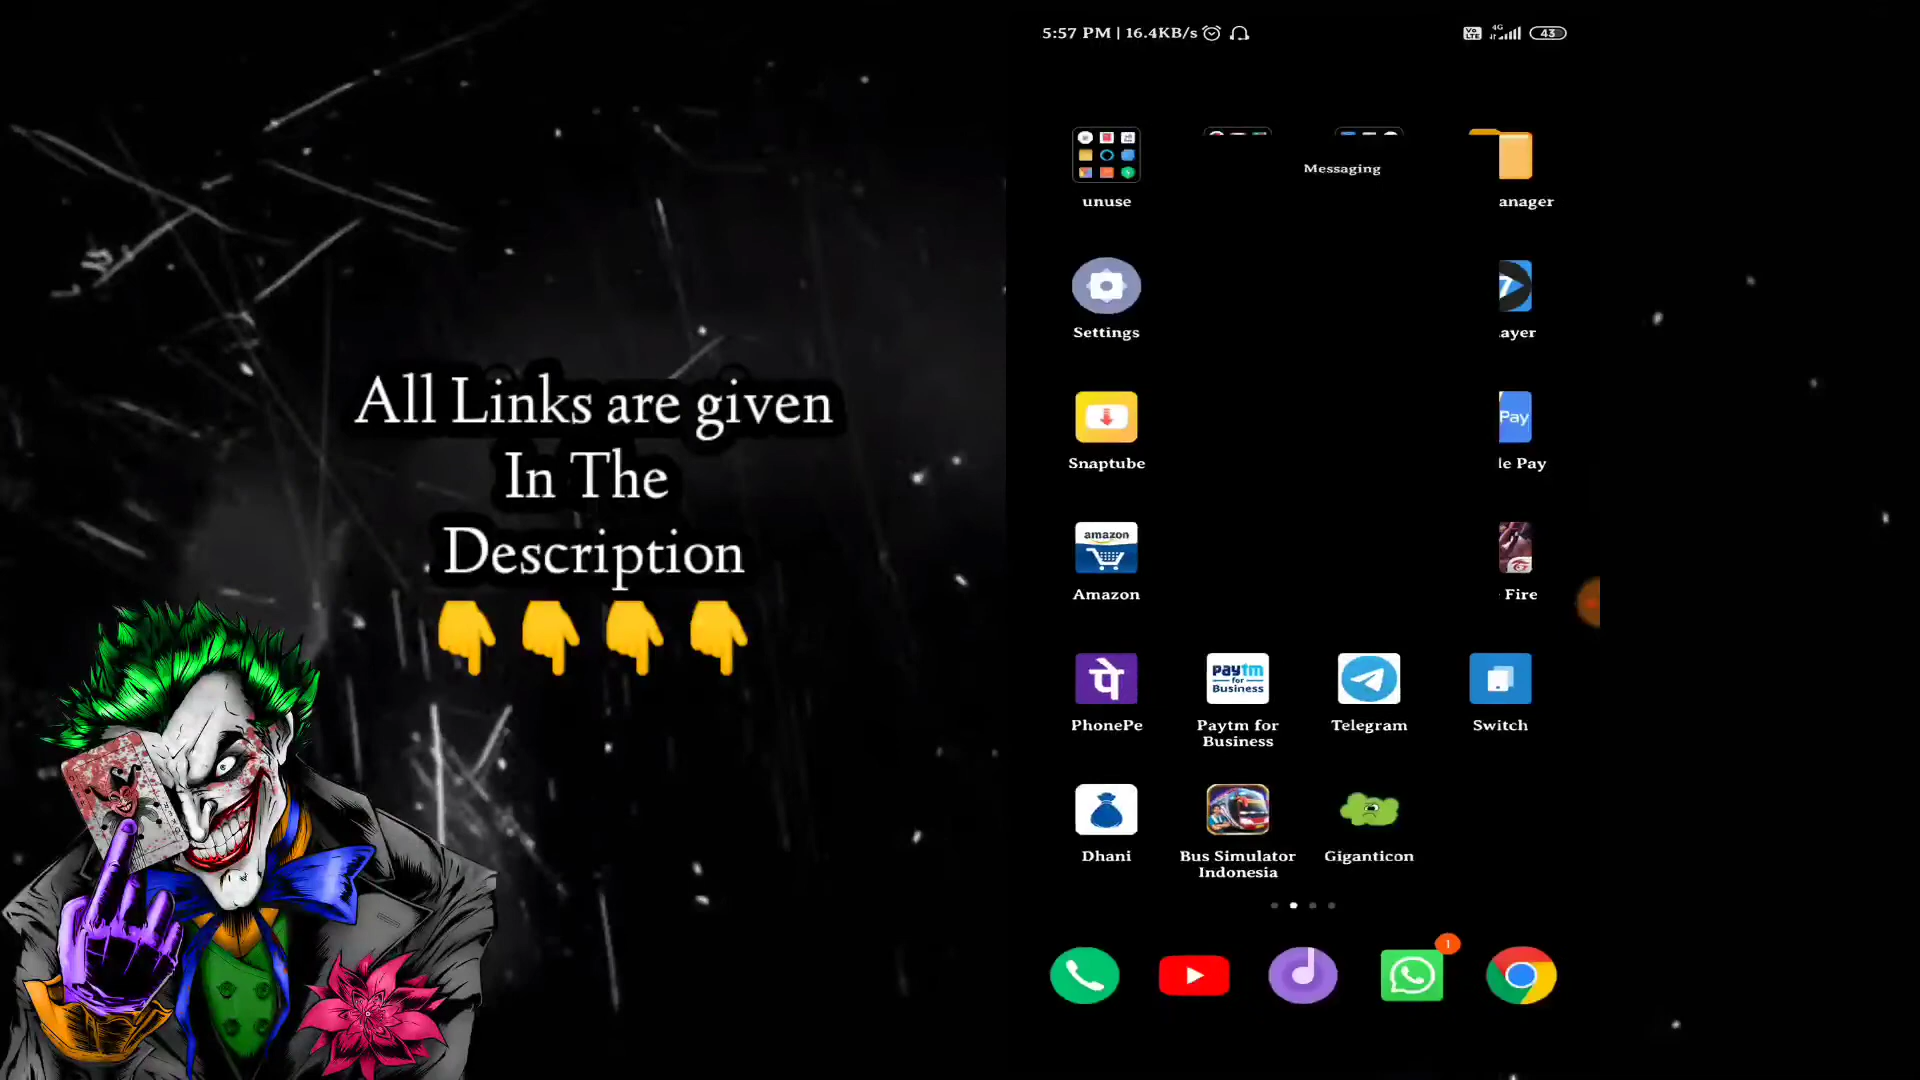 All Links are given
In The
Description
5:57 PM | 16.4KB/s
4G
43
unuse
Messaging
anager
Settings
ayer
Snaptube
Pay
le Pay
amazon
Amazon
Fire
पे
PhonePe
paytm
for
Business
Paytm for
Business
Telegram
Switch
Dhani
Bus Simulator
Indonesia
Giganticon
1